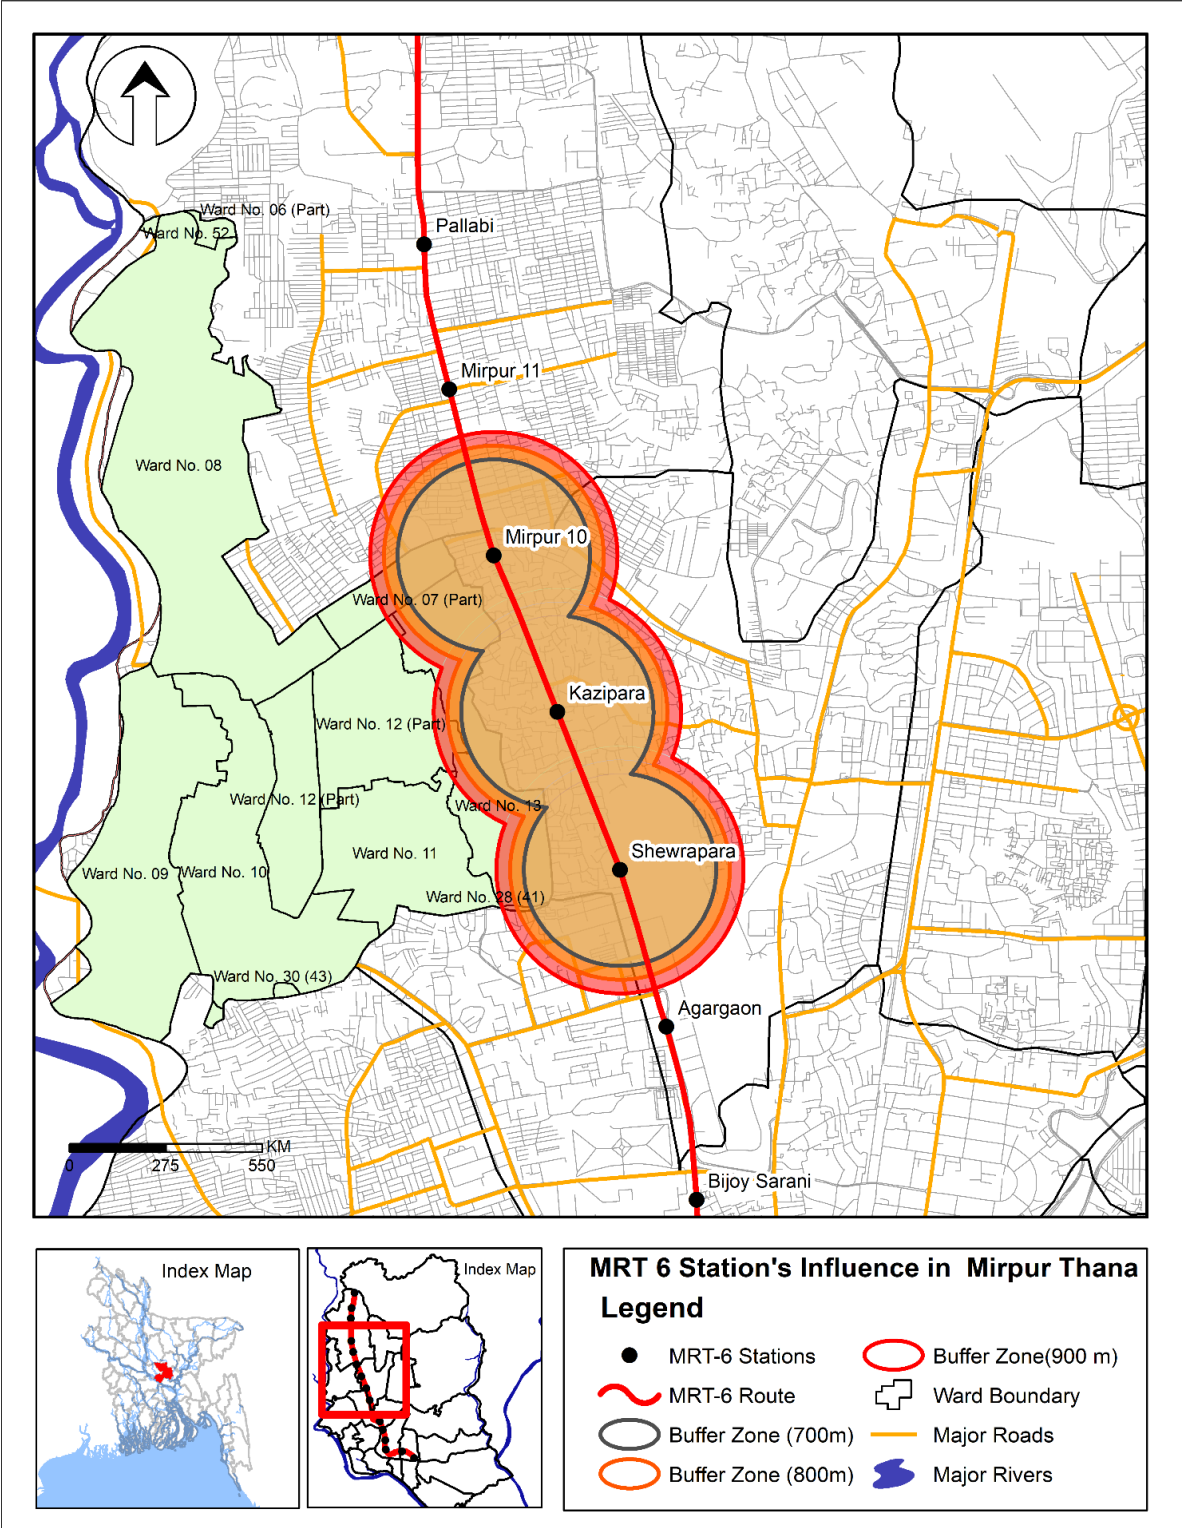 Ward No. 06 (Part)
Ward No. 52
Pallabi
Mirpur 11
Ward No. 08
Mirpur 10
Ward No. 07 (Part)
Kazipara
Ward No. 12 (Part)
Ward No. 12 (Part)
Ward No. 13
Shewrapara
Ward No. 11
Ward No. 09
Ward No. 10
Ward No. 28 (41)
Ward No. 30 (43)
Agargaon
KM
0 275 550
Bijoy Sarani
Index Map
Index Map
MRT 6 Station's Influence in Mirpur Thana
Legend
MRT-6 Stations
MRT-6 Route
Buffer Zone (700m)
Buffer Zone (800m)
Buffer Zone(900 m)
Ward Boundary
Major Roads
Major Rivers